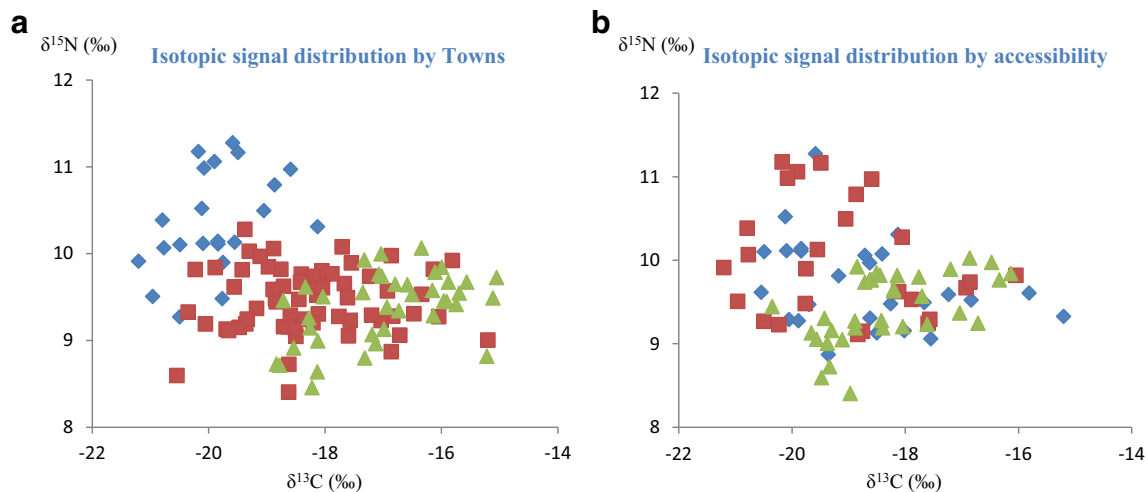 a
δ15N (‰)
Isotopic signal distribution by Towns
12
11
10
9
8
-22 -20 -18 -16 -14
δ13C (‰)
b
δ15N (‰)
Isotopic signal distribution by accessibility
12
11
10
9
8
-22 -20 -18 -16 -14
δ13C (‰)